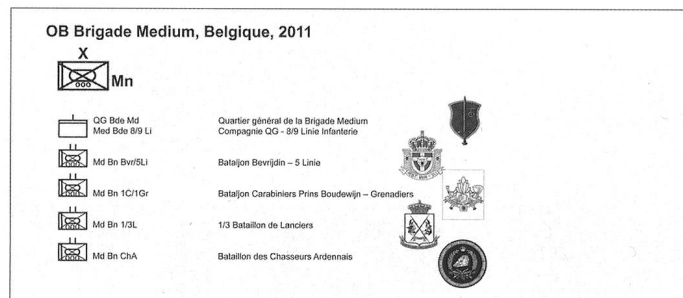 OB Brigade Medium, Belgique, 2011
X
Mn
QG Bde Md Quartier général de la Brigade Medium
Med Bde 8/9 Li Compagnie QG - 8/9 Linie Infanterie
Md Bn Bvr/5Li Bataljon Bevrijdin – 5 Linie
Md Bn 1C/1Gr Bataljon Carabiniers Prins Boudewijn – Grenadiers
Md Bn 1/3L 1/3 Bataillon de Lanciers
Md Bn ChA Bataillon des Chasseurs Ardennais